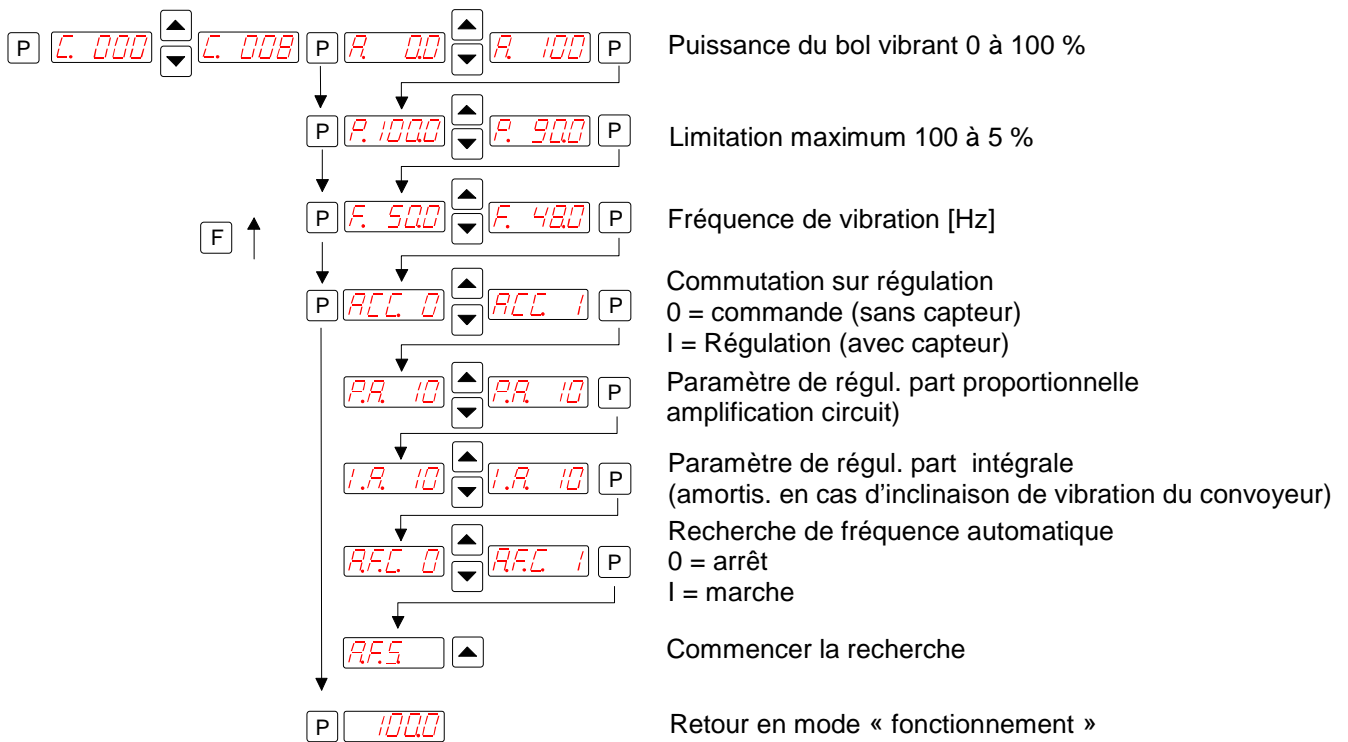 P C. 000 C. 008 P A. 0.0 A. 100 P Puissance du bol vibrant 0 à 100 %
P P. 100.0 P. 90.0 P Limitation maximum 100 à 5 %
F
P F. 50.0 F. 48.0 P Fréquence de vibration [Hz]
P ACC. 0 ACC. 1 P Commutation sur régulation
0 = commande (sans capteur)
I = Régulation (avec capteur)
P.A. 10 P.A. 10 P Paramètre de régul. part proportionnelle
amplification circuit)
I.A. 10 I.A. 10 P Paramètre de régul. part intégrale
(amortis. en cas d'inclinaison de vibration du convoyeur)
A.F.C. 0 A.F.C. 1 P Recherche de fréquence automatique
0 = arrêt
I = marche
A.F.S. Commencer la recherche
P 100.0 Retour en mode « fonctionnement »